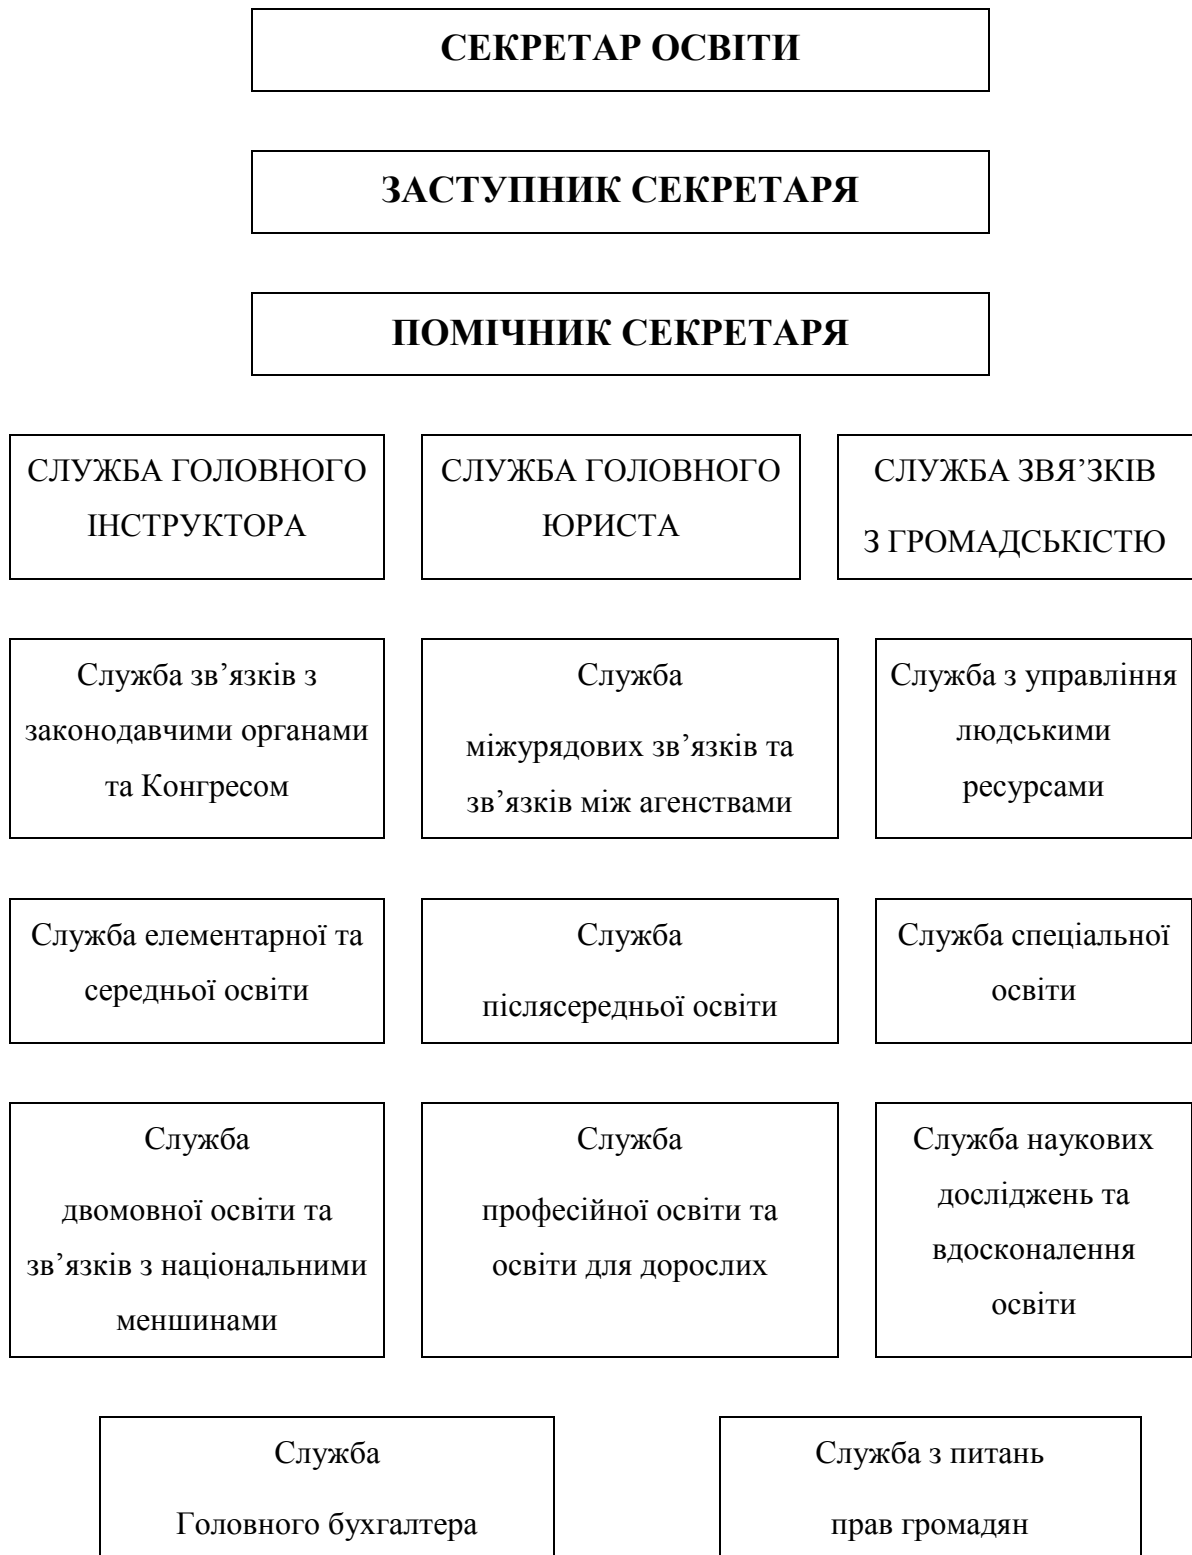 СЕКРЕТАР ОСВІТИ
ЗАСТУПНИК СЕКРЕТАРЯ
ПОМІЧНИК СЕКРЕТАРЯ
СЛУЖБА ГОЛОВНОГО
ІНСТРУКТОРА
СЛУЖБА ГОЛОВНОГО
ЮРИСТА
СЛУЖБА ЗВЯ’ЗКІВ
З ГРОМАДСЬКІСТЮ
Служба зв’язків з
законодавчими органами
та Конгресом
Служба
міжурядових зв’язків та
зв’язків між агенствами
Служба з управління
людськими
ресурсами
Служба елементарної та
середньої освіти
Служба
післясередньої освіти
Служба спеціальної
освіти
Служба
двомовної освіти та
зв’язків з національними
меншинами
Служба
професійної освіти та
освіти для дорослих
Служба наукових
досліджень та
вдосконалення
освіти
Служба
Головного бухгалтера
Служба з питань
прав громадян